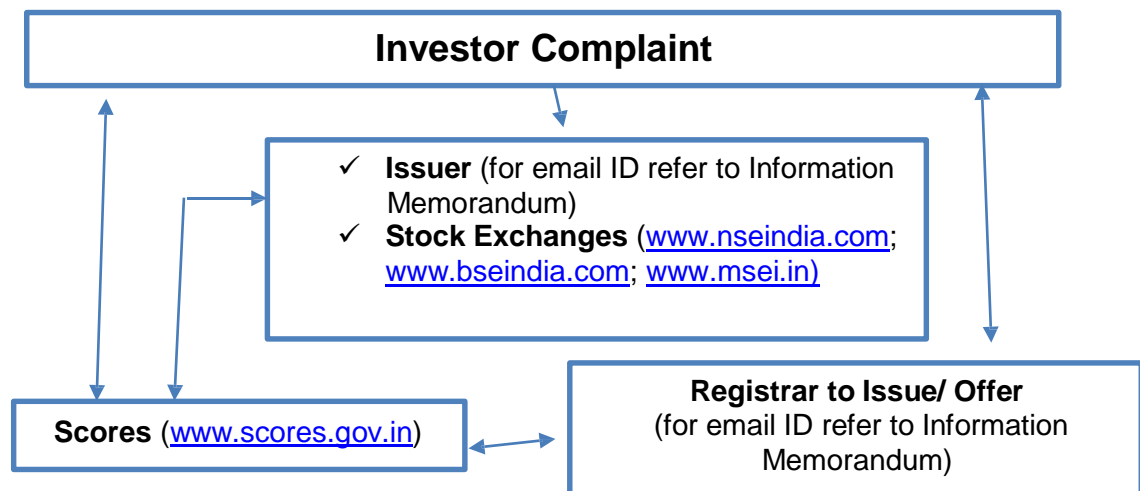 Investor Complaint
✓ Issuer (for email ID refer to Information
Memorandum)
✓ Stock Exchanges (www.nseindia.com;
www.bseindia.com; www.msei.in)
Registrar to Issue/ Offer
(for email ID refer to Information
Memorandum)
Scores (www.scores.gov.in)